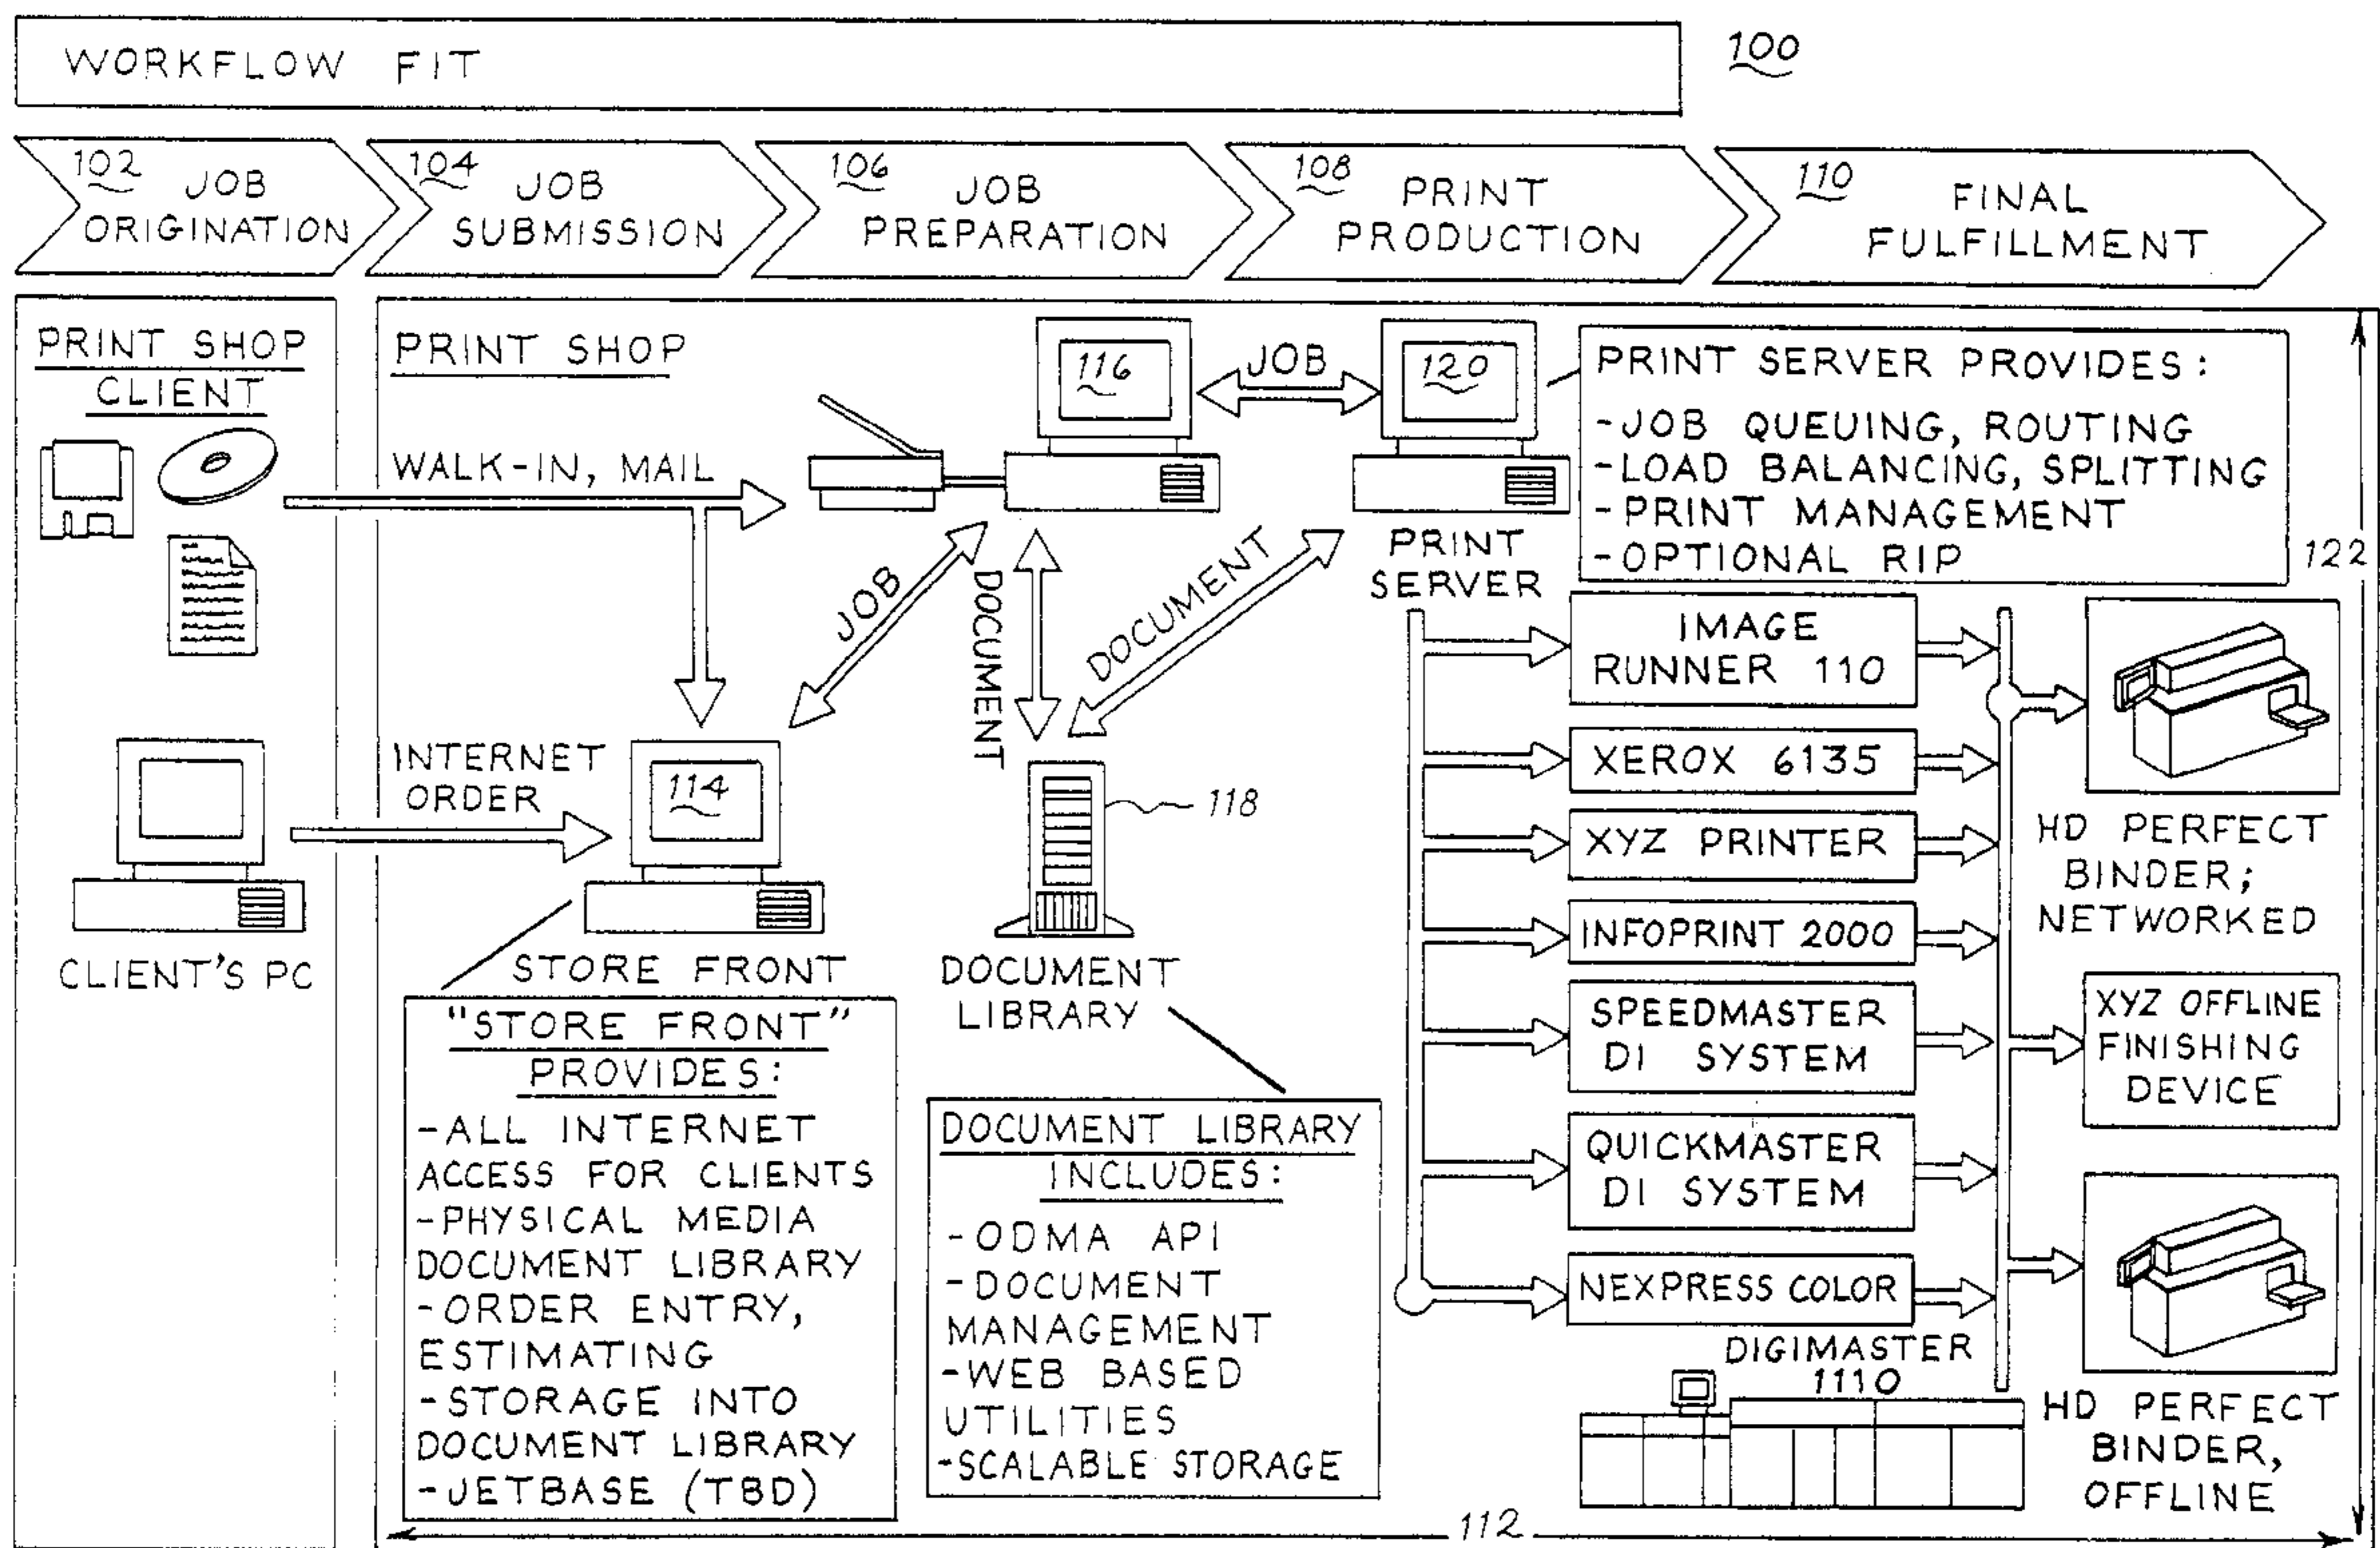 WORKFLOW FIT
100
102 JOB
ORIGINATION
104 JOB
SUBMISSION
106 JOB
PREPARATION
108 PRINT
PRODUCTION
110 FINAL
FULFILLMENT
PRINT SHOP
CLIENT
CLIENT'S PC
PRINT SHOP
WALK-IN, MAIL
INTERNET
ORDER
116
JOB
120
PRINT
SERVER
JOB
DOCUMENT
DOCUMENT
114
STORE FRONT
118
DOCUMENT
LIBRARY
"STORE FRONT"
PROVIDES:
-ALL INTERNET
ACCESS FOR CLIENTS
-PHYSICAL MEDIA
DOCUMENT LIBRARY
-ORDER ENTRY,
ESTIMATING
-STORAGE INTO
DOCUMENT LIBRARY
-JETBASE (TBD)
DOCUMENT LIBRARY
INCLUDES:
-ODMA API
-DOCUMENT
MANAGEMENT
-WEB BASED
UTILITIES
-SCALABLE STORAGE
PRINT SERVER PROVIDES:
-JOB QUEUING, ROUTING
-LOAD BALANCING, SPLITTING
-PRINT MANAGEMENT
-OPTIONAL RIP
122
IMAGE
RUNNER 110
XEROX 6135
XYZ PRINTER
INFOPRINT 2000
SPEEDMASTER
DI SYSTEM
QUICKMASTER
DI SYSTEM
NEXPRESS COLOR
DIGIMASTER
1110
HD PERFECT
BINDER;
NETWORKED
XYZ OFFLINE
FINISHING
DEVICE
HD PERFECT
BINDER,
OFFLINE
112